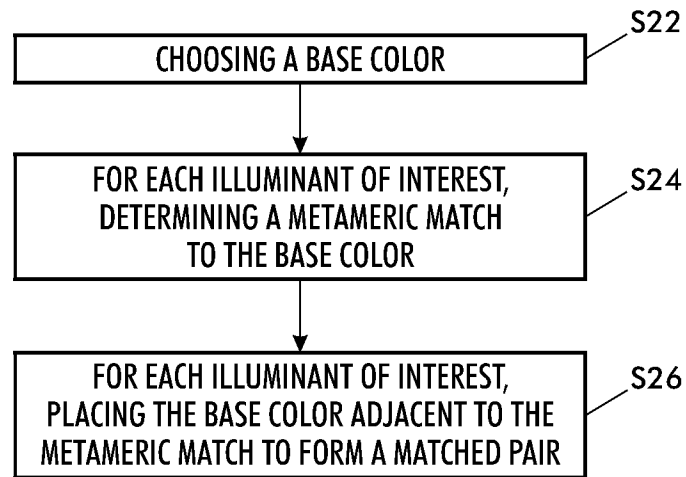 S22
CHOOSING A BASE COLOR
S24
FOR EACH ILLUMINANT OF INTEREST,
DETERMINING A METAMERIC MATCH
TO THE BASE COLOR
S26
FOR EACH ILLUMINANT OF INTEREST,
PLACING THE BASE COLOR ADJACENT TO THE
METAMERIC MATCH TO FORM A MATCHED PAIR